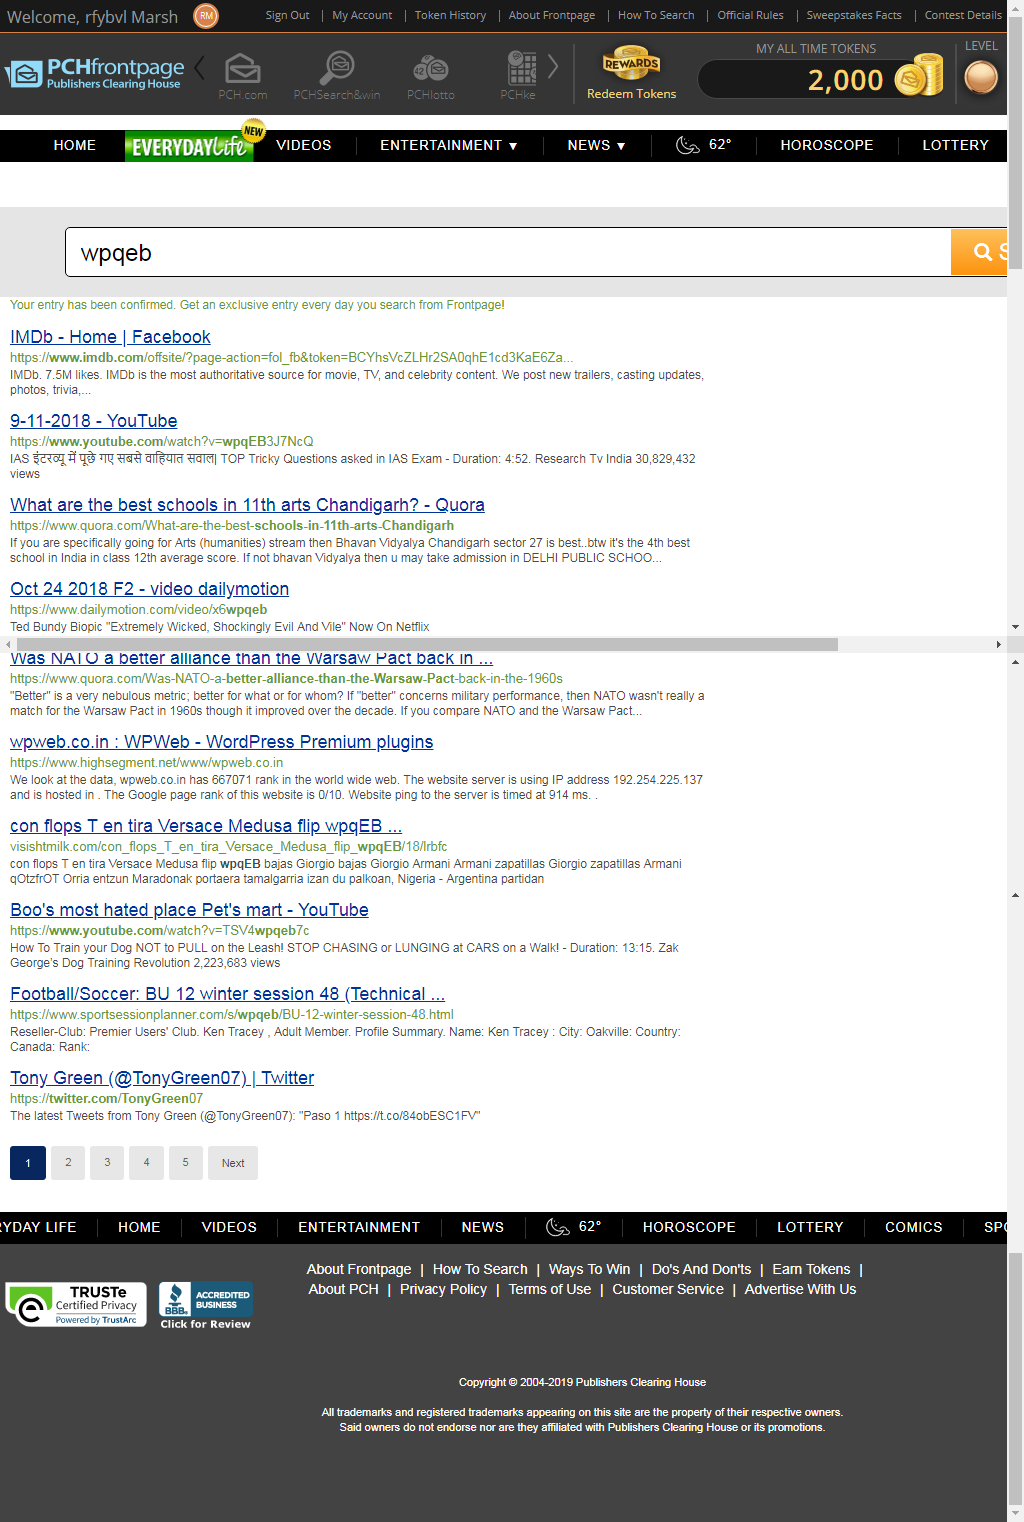 Welcome, rfybvl Marsh RM Sign Out | My Account | Token History | About Frontpage | How To Search | Official Rules | Sweepstakes Facts | Contest Details
PCHfrontpage
Publishers Clearing House
PCH.com PCHSearch&win 42 PCHlotto PCHke
REWARDS
Redeem Tokens
MY ALL TIME TOKENS
2,000
LEVEL
HOME EVERYDAY Life NEW VIDEOS ENTERTAINMENT ▼ NEWS ▼ 62° HOROSCOPE LOTTERY
wpqeb S
Your entry has been confirmed. Get an exclusive entry every day you search from Frontpage!
IMDb - Home | Facebook
https://www.imdb.com/offsite/?page-action=fol_fb&token=BCYhsVcZLHr2SA0qhE1cd3KaE6Za...
IMDb. 7.5M likes. IMDb is the most authoritative source for movie, TV, and celebrity content. We post new trailers, casting updates,
photos, trivia,...
9-11-2018 - YouTube
https://www.youtube.com/watch?v=wpqEB3J7NcQ
IAS इंटरव्यू में पूछे गए सबसे वाहियात सवाल| TOP Tricky Questions asked in IAS Exam - Duration: 4:52. Research Tv India 30,829,432
views
What are the best schools in 11th arts Chandigarh? - Quora
https://www.quora.com/What-are-the-best-schools-in-11th-arts-Chandigarh
If you are specifically going for Arts (humanities) stream then Bhavan Vidyalya Chandigarh sector 27 is best..btw it's the 4th best
school in India in class 12th average score. If not bhavan Vidyalya then u may take admission in DELHI PUBLIC SCHOO...
Oct 24 2018 F2 - video dailymotion
https://www.dailymotion.com/video/x6wpqeb
Ted Bundy Biopic "Extremely Wicked, Shockingly Evil And Vile" Now On Netflix
Was NATO a better alliance than the Warsaw Pact back in ...
https://www.quora.com/Was-NATO-a-better-alliance-than-the-Warsaw-Pact-back-in-the-1960s
"Better" is a very nebulous metric; better for what or for whom? If "better" concerns military performance, then NATO wasn't really a
match for the Warsaw Pact in 1960s though it improved over the decade. If you compare NATO and the Warsaw Pact...
wpweb.co.in : WPWeb - WordPress Premium plugins
https://www.highsegment.net/www/wpweb.co.in
We look at the data, wpweb.co.in has 667071 rank in the world wide web. The website server is using IP address 192.254.225.137
and is hosted in . The Google page rank of this website is 0/10. Website ping to the server is timed at 914 ms. .
con flops T en tira Versace Medusa flip wpqEB ...
visishtmilk.com/con_flops_T_en_tira_Versace_Medusa_flip_wpqEB/18/lrbfc
con flops T en tira Versace Medusa flip wpqEB bajas Giorgio bajas Giorgio Armani Armani zapatillas Giorgio zapatillas Armani
qOtzfrOT Orria entzun Maradonak portaera tamalgarria izan du palkoan, Nigeria - Argentina partidan
Boo's most hated place Pet's mart - YouTube
https://www.youtube.com/watch?v=TSV4wpqeb7c
How To Train your Dog NOT to PULL on the Leash! STOP CHASING or LUNGING at CARS on a Walk! - Duration: 13:15. Zak
George's Dog Training Revolution 2,223,683 views
Football/Soccer: BU 12 winter session 48 (Technical ...
https://www.sportsessionplanner.com/s/wpqeb/BU-12-winter-session-48.html
Reseller-Club: Premier Users' Club. Ken Tracey , Adult Member. Profile Summary. Name: Ken Tracey : City: Oakville: Country:
Canada: Rank:
Tony Green (@TonyGreen07) | Twitter
https://twitter.com/TonyGreen07
The latest Tweets from Tony Green (@TonyGreen07): "Paso 1 https://t.co/84obESC1FV"
1 2 3 4 5 Next
RYDAY LIFE HOME VIDEOS ENTERTAINMENT NEWS 62° HOROSCOPE LOTTERY COMICS SPO
TRUSTe
Certified Privacy
Powered by TrustArc
BBB. ACCREDITED BUSINESS
Click for Review
About Frontpage | How To Search | Ways To Win | Do's And Don'ts | Earn Tokens |
About PCH | Privacy Policy | Terms of Use | Customer Service | Advertise With Us
Copyright © 2004-2019 Publishers Clearing House
All trademarks and registered trademarks appearing on this site are the property of their respective owners.
Said owners do not endorse nor are they affiliated with Publishers Clearing House or its promotions.